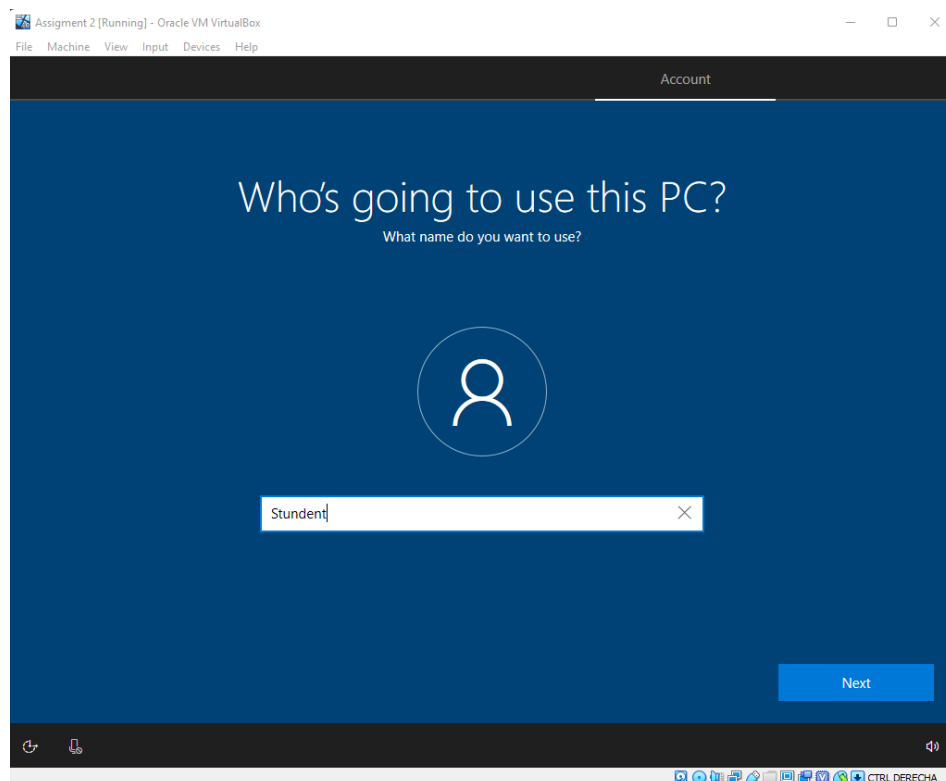 Assigment 2 [Running] - Oracle VM VirtualBox
File Machine View Input Devices Help
Account
Who's going to use this PC?
What name do you want to use?
Stundent
Next
CTRL DERECHA